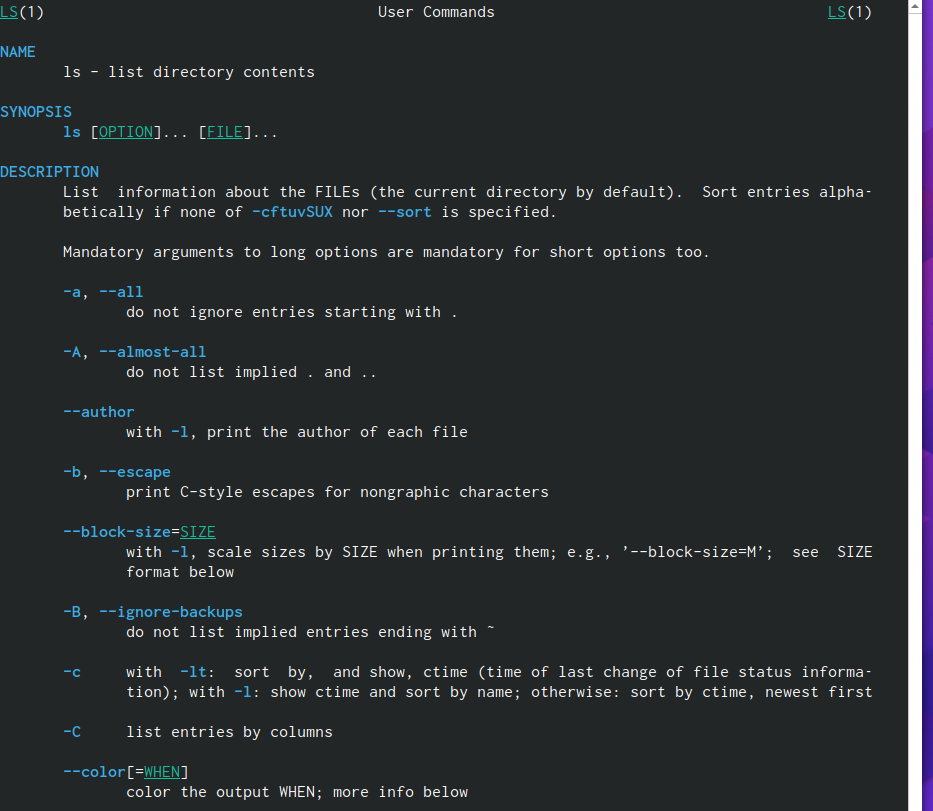 LS(1) User Commands LS(1)
NAME
ls - list directory contents
SYNOPSIS
ls [OPTION]... [FILE]...
DESCRIPTION
List  information about the FILEs (the current directory by default).  Sort entries alpha-
betically if none of -cftuvSUX nor --sort is specified.
Mandatory arguments to long options are mandatory for short options too.
-a, --all
do not ignore entries starting with .
-A, --almost-all
do not list implied . and ..
--author
with -l, print the author of each file
-b, --escape
print C-style escapes for nongraphic characters
--block-size=SIZE
with -l, scale sizes by SIZE when printing them; e.g., ’--block-size=M’;  see  SIZE
format below
-B, --ignore-backups
do not list implied entries ending with ~
-c with  -lt:  sort  by,  and show, ctime (time of last change of file status informa-
tion); with -l: show ctime and sort by name; otherwise: sort by ctime, newest first
-C list entries by columns
--color[=WHEN]
color the output WHEN; more info below